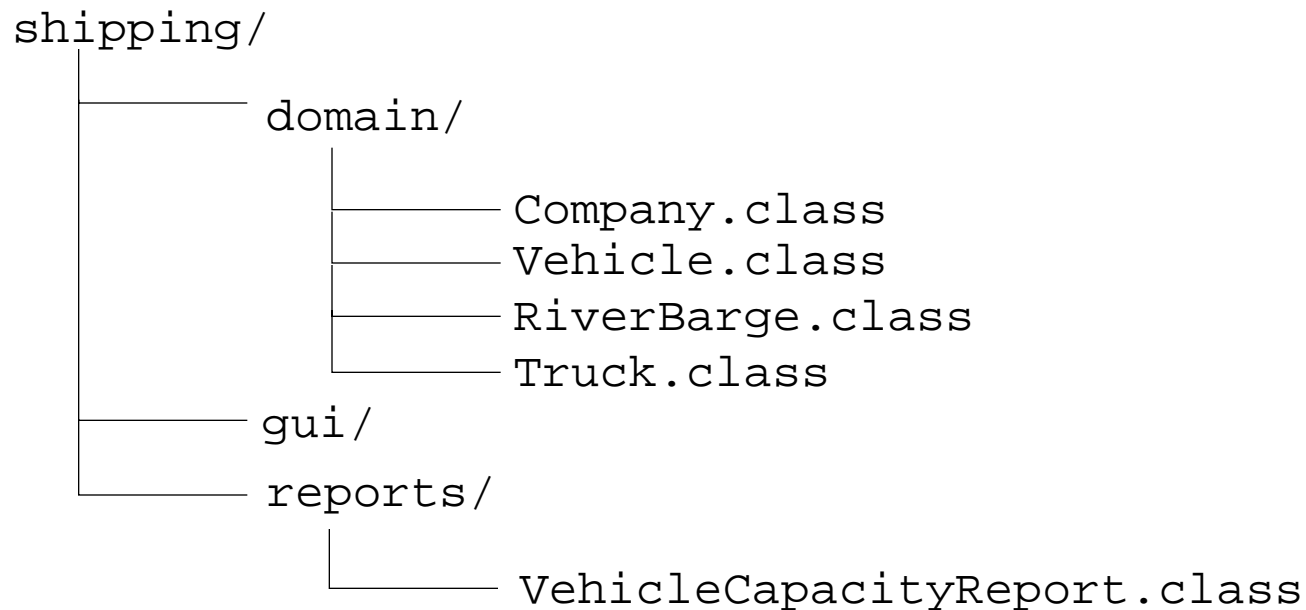 shipping/
domain/
Company.class
Vehicle.class
RiverBarge.class
Truck.class
gui/
reports/
VehicleCapacityReport.class